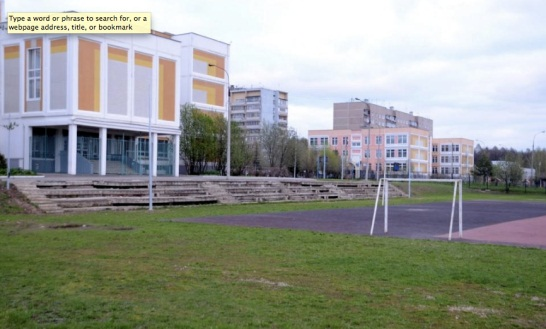 Type a word or phrase to search for, or a
webpage address, title, or bookmark